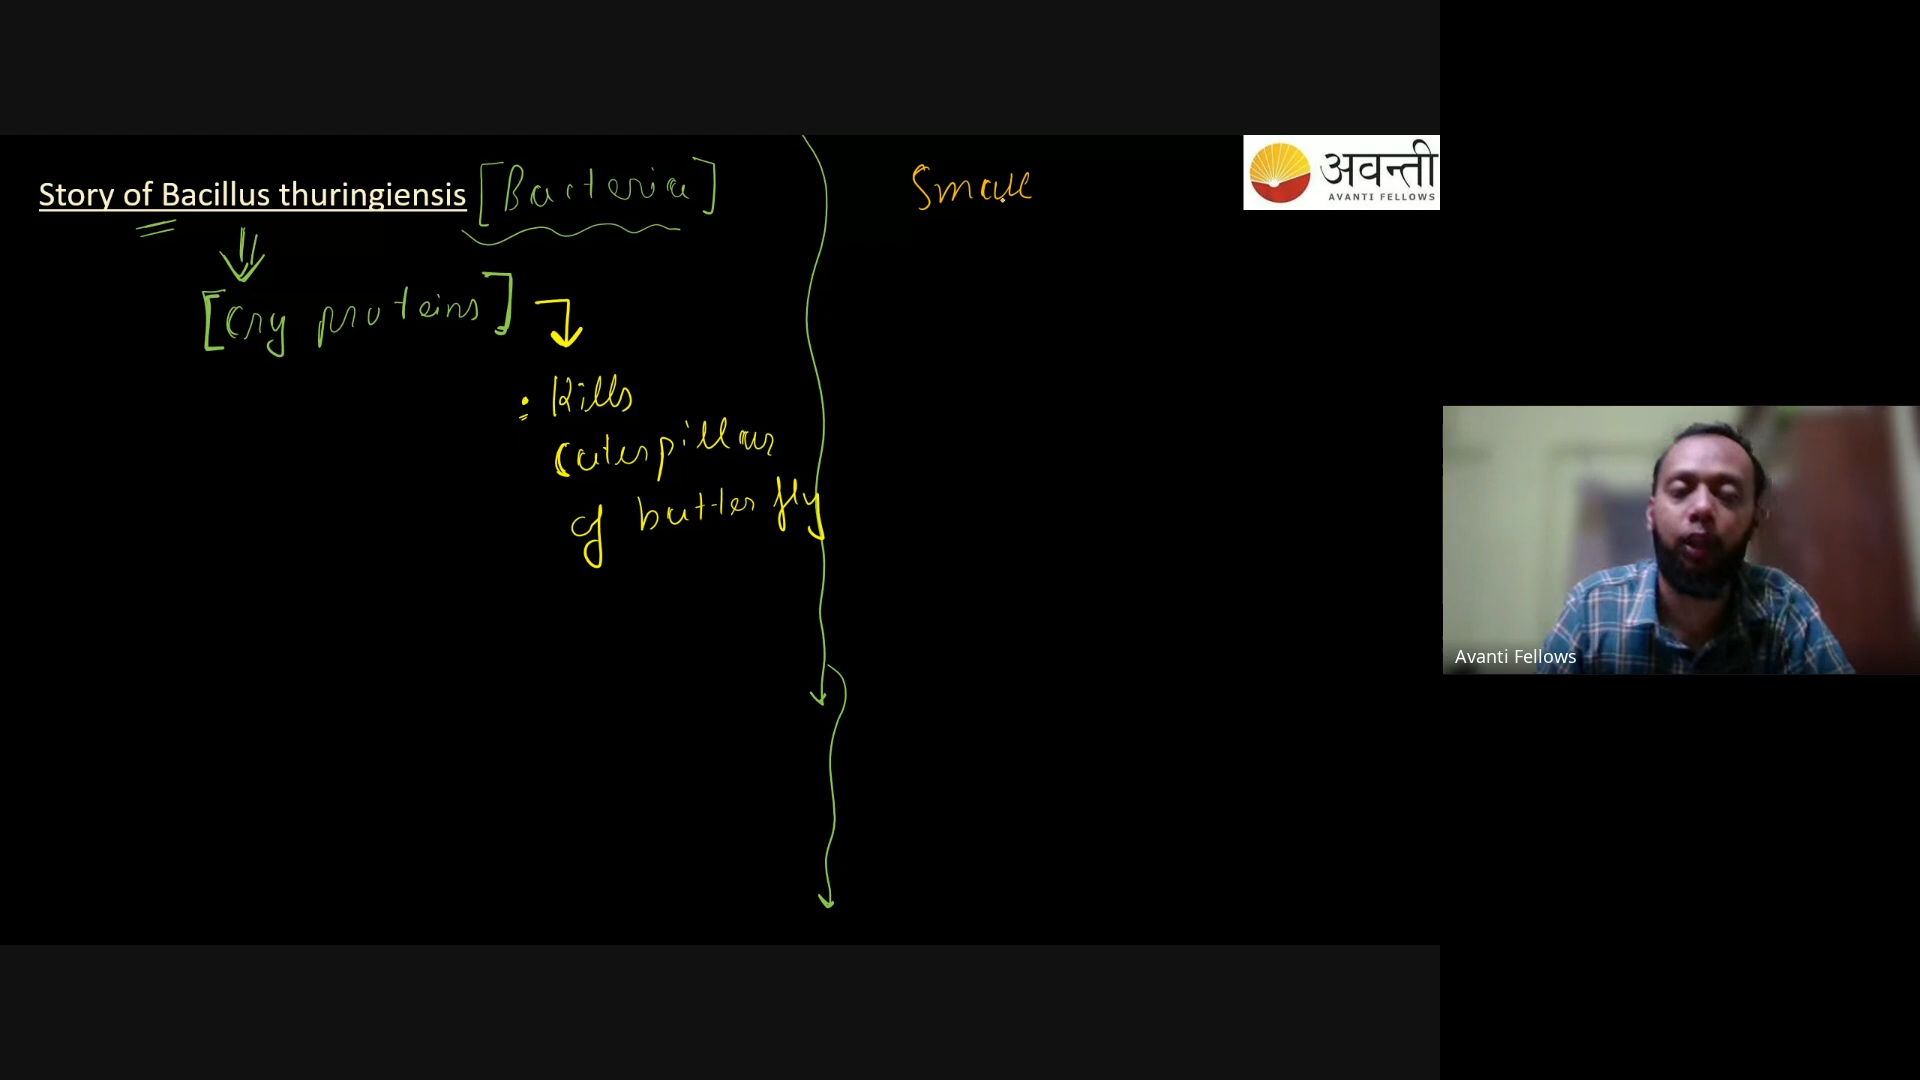 Story of Bacillus thuringiensis [Bacteria]
[Cry proteins]
• Kills
Caterpillar
of butterfly
Small
अवन्ती
AVANTI FELLOWS
Avanti Fellows